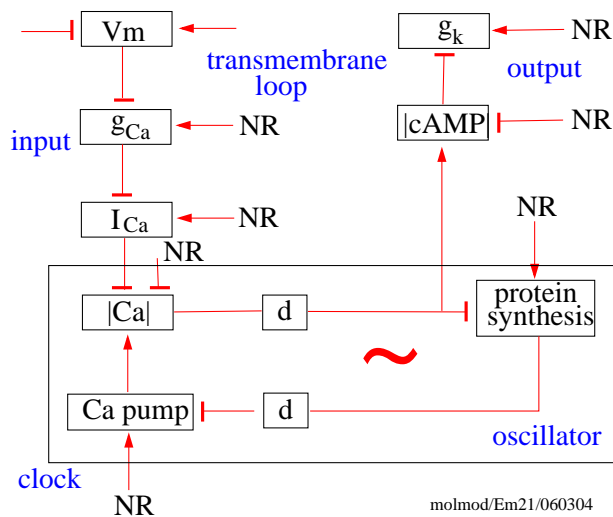 Vm
g_k
NR
transmembrane
loop
output
g_Ca
NR
|cAMP|
NR
input
I_Ca
NR
NR
NR
|Ca|
d
protein
synthesis
~
Ca pump
d
oscillator
clock
NR
molmod/Em21/060304